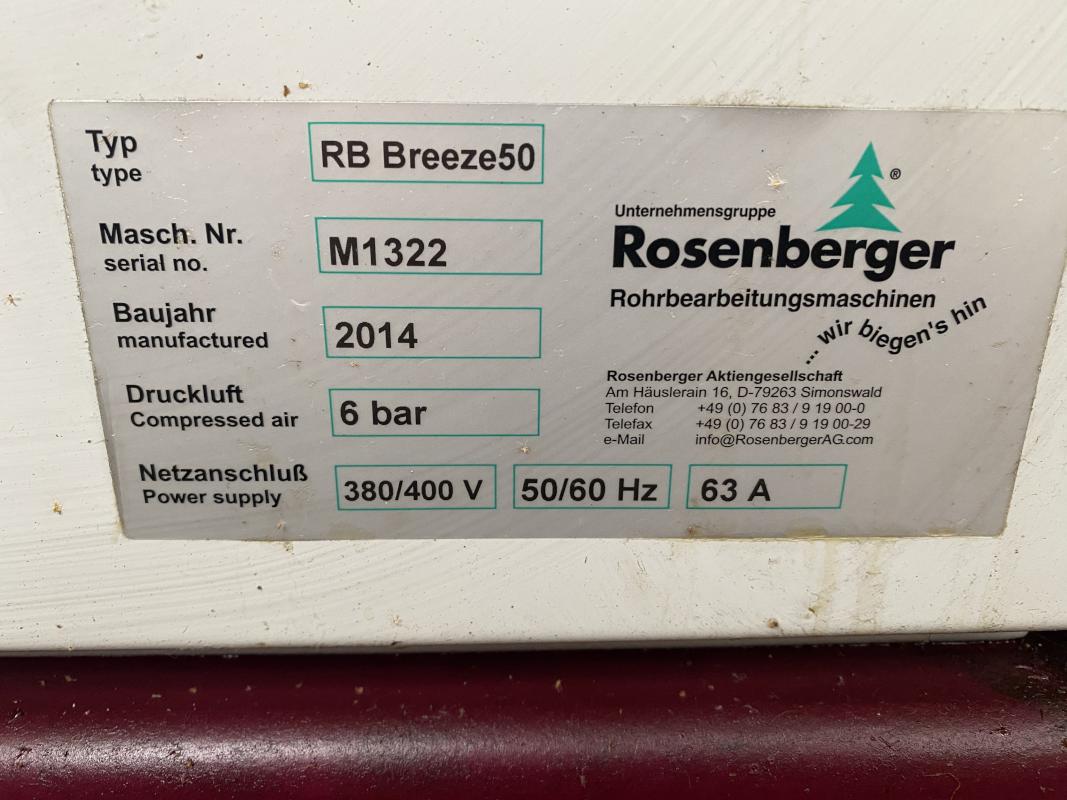 Typ
type
RB Breeze50
Masch. Nr.
serial no.
M1322
Baujahr
manufactured
2014
Druckluft
Compressed air
6 bar
Netzanschluß
Power supply
380/400 V
50/60 Hz
63 A
®
Unternehmensgruppe
Rosenberger
Rohrbearbeitungsmaschinen
... wir biegen's hin
Rosenberger Aktiengesellschaft
Am Häuslerain 16, D-79263 Simonswald
Telefon +49 (0) 76 83 / 9 19 00-0
Telefax +49 (0) 76 83 / 9 19 00-29
e-Mail info@RosenbergerAG.com